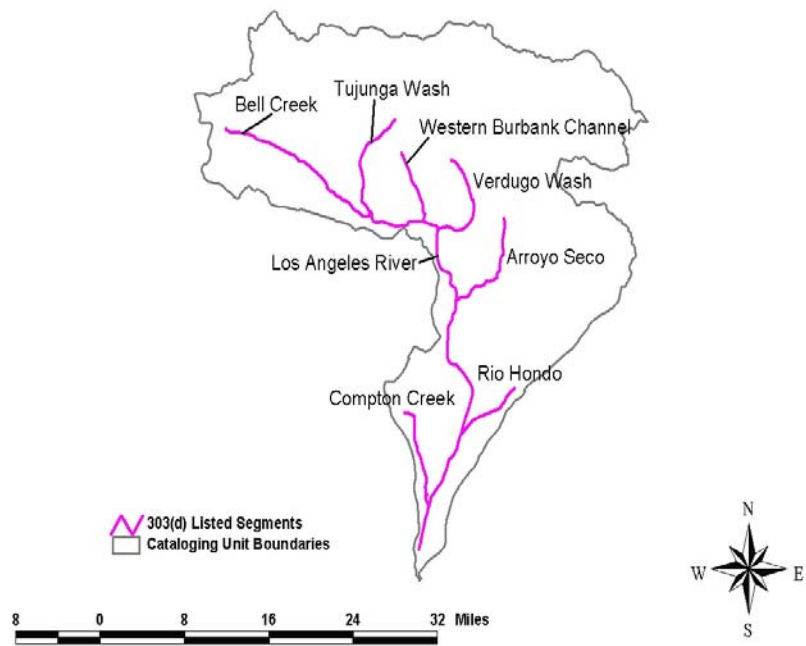 Tujunga Wash
Bell Creek
Western Burbank Channel
Verdugo Wash
Los Angeles River
Arroyo Seco
Rio Hondo
Compton Creek
303(d) Listed Segments
Cataloging Unit Boundaries
N
W E
S
8 0 8 16 24 32 Miles